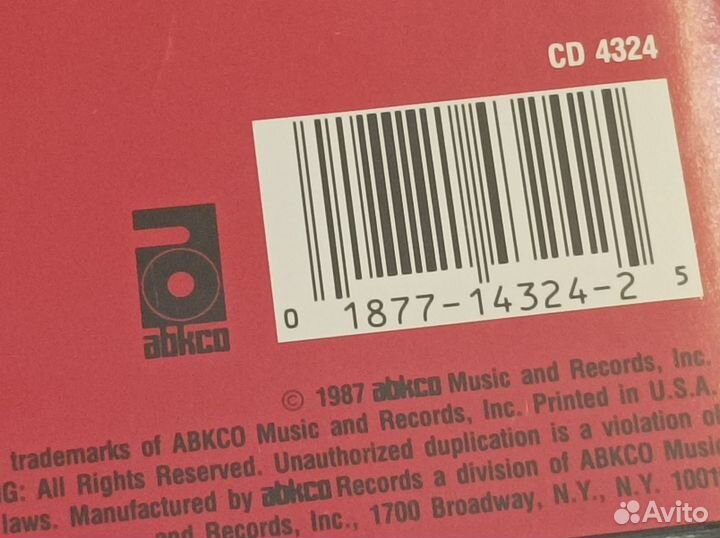 CD 4324
0 1877-14324-2 5
abkco
© 1987 abkco Music and Records, Inc.
trademarks of ABKCO Music and Records, Inc. Printed in U.S.A.
G: All Rights Reserved. Unauthorized duplication is a violation of
laws. Manufactured by abkco Records a division of ABKCO Music
and Records, Inc., 1700 Broadway, N.Y., N.Y. 1001
Avito